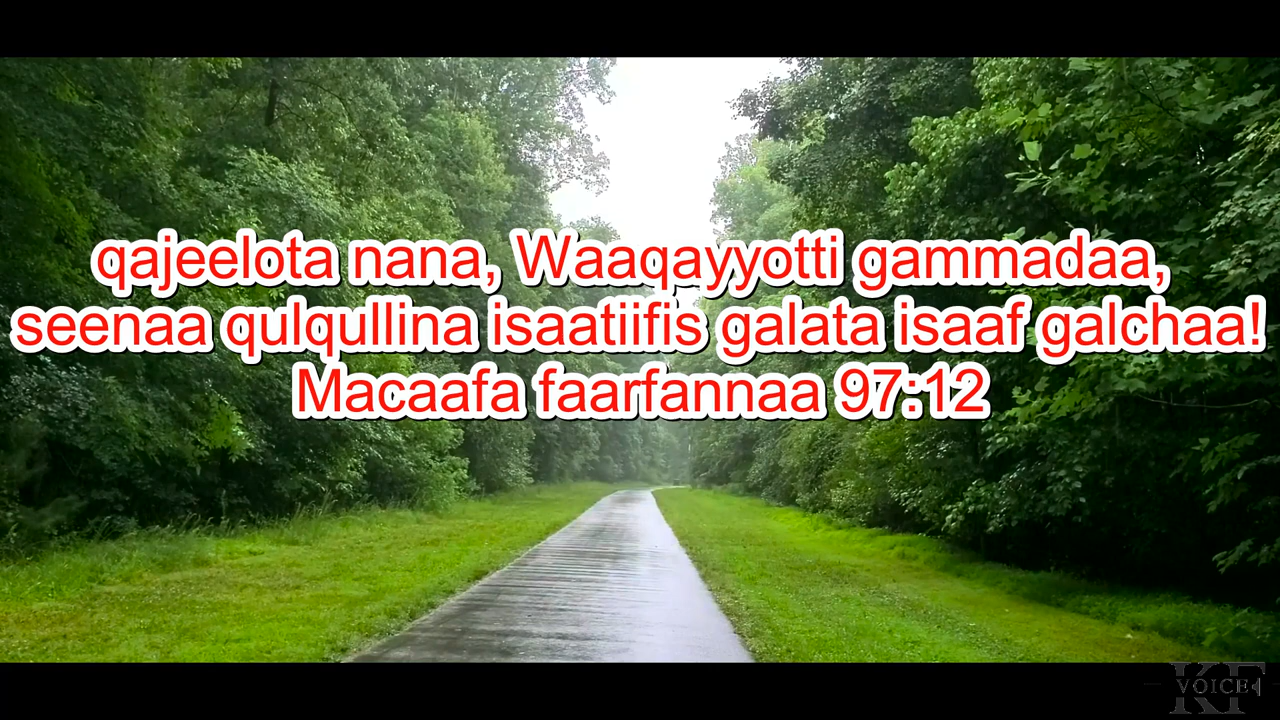 qajeelota nana, Waaqayyotti gammadaa,
seenaa qulqullina isaatiifis galata isaaf galchaa!
Macaafa faarfannaa 97:12
KF
VOICE